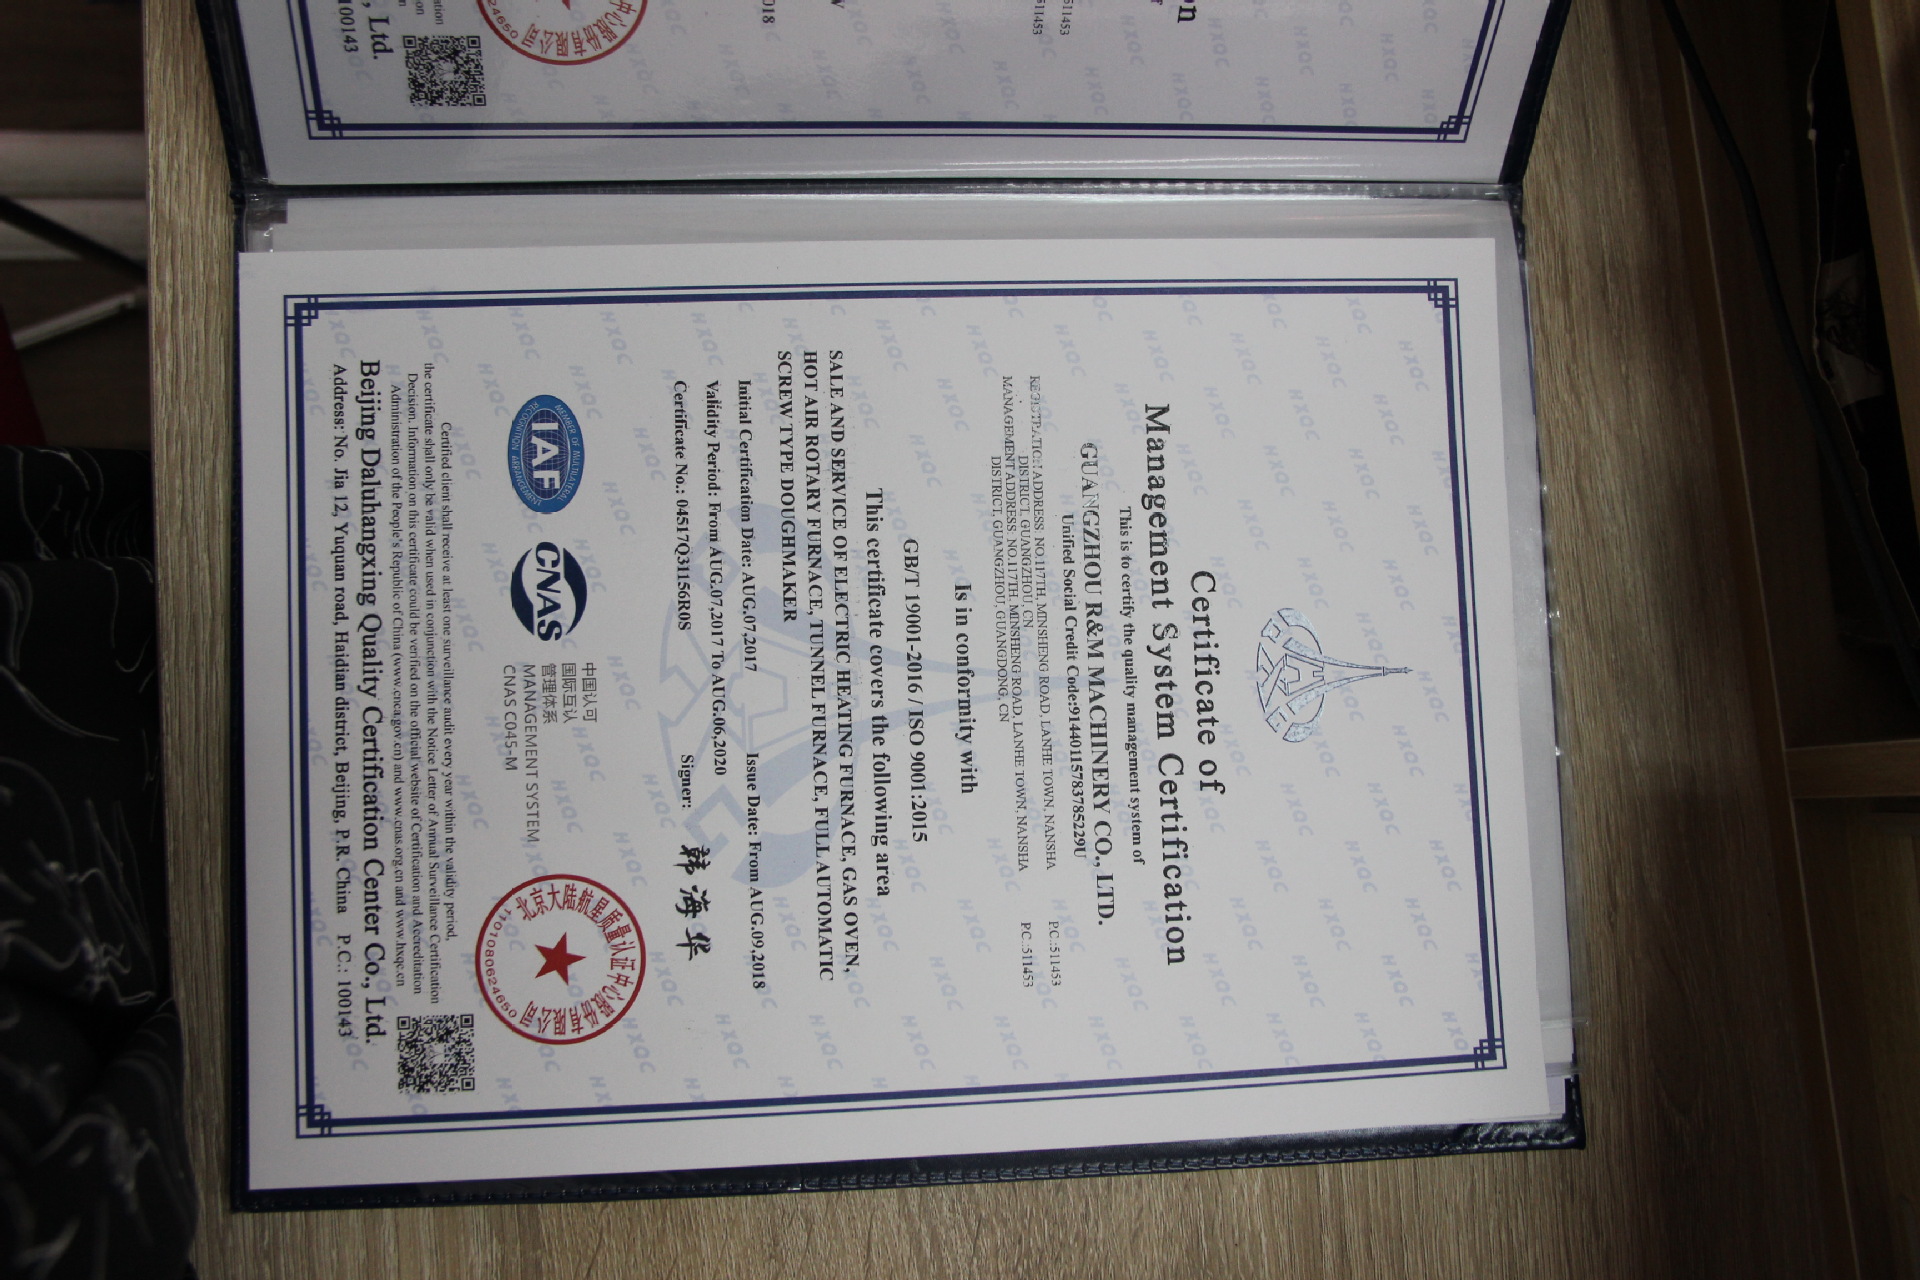 Certificate of
Management System Certification
This is to certify the quality management system of
GUANGZHOU R&M MACHINERY CO., LTD.
Unified Social Credit Code:91440115783785229U
REGISTRATION ADDRESS: NO.117TH, MINSHENG ROAD, LANHE TOWN, NANSHA P.C.:511453
DISTRICT, GUANGZHOU, CN
MANAGEMENT ADDRESS: NO.117TH, MINSHENG ROAD, LANHE TOWN, NANSHA P.C.:511453
DISTRICT, GUANGZHOU, GUANGDONG, CN
Is in conformity with
GB/T 19001-2016 / ISO 9001:2015
This certificate covers the following area
SALE AND SERVICE OF ELECTRIC HEATING FURNACE, GAS OVEN,
HOT AIR ROTARY FURNACE, TUNNEL FURNACE, FULL AUTOMATIC
SCREW TYPE DOUGHMAKER
Initial Certification Date: AUG.07,2017 Issue Date: From AUG.09,2018
Validity Period: From AUG.07,2017 To AUG.06,2020
Certificate No.: 04517Q31156R0S Signer: 韩海华
MEMBER OF MULTILATERAL
IAF
RECOGNITION ARRANGEMENT
CNAS
中国认可
国际互认
管理体系
MANAGEMENT SYSTEM
CNAS C045-M
北京大陆航星质量认证中心股份有限公司
1101080624650
Certified client shall receive at least one surveillance audit every year within the validity period,
the certificate shall only be valid when used in conjunction with the Notice Letter of Annual Surveillance Certification
Decision. Information on this certificate could be verified on the official website of Certification and Accreditation
Administration of the People's Republic of China (www.cnca.gov.cn) and www.cnas.org.cn and www.hxqc.cn
Beijing Daluhangxing Quality Certification Center Co., Ltd.
Address: No. Jia 12, Yuquan road, Haidian district, Beijing, P.R. China P.C.: 100143
HXQC
, Ltd.
100143
511453
511453